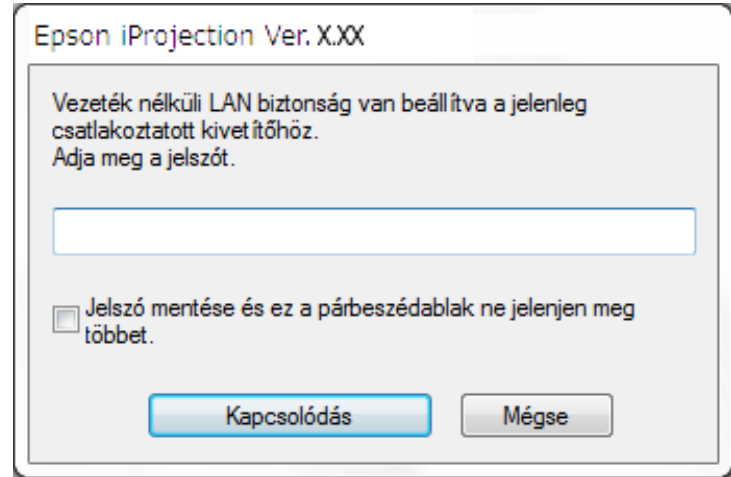 Epson iProjection Ver. X.XX
Vezeték nélküli LAN biztonság van beállítva a jelenleg
csatlakoztatott kivetítőhöz.
Adja meg a jelszót.
Jelszó mentése és ez a párbeszédablak ne jelenjen meg
többet.
Kapcsolódás
Mégse